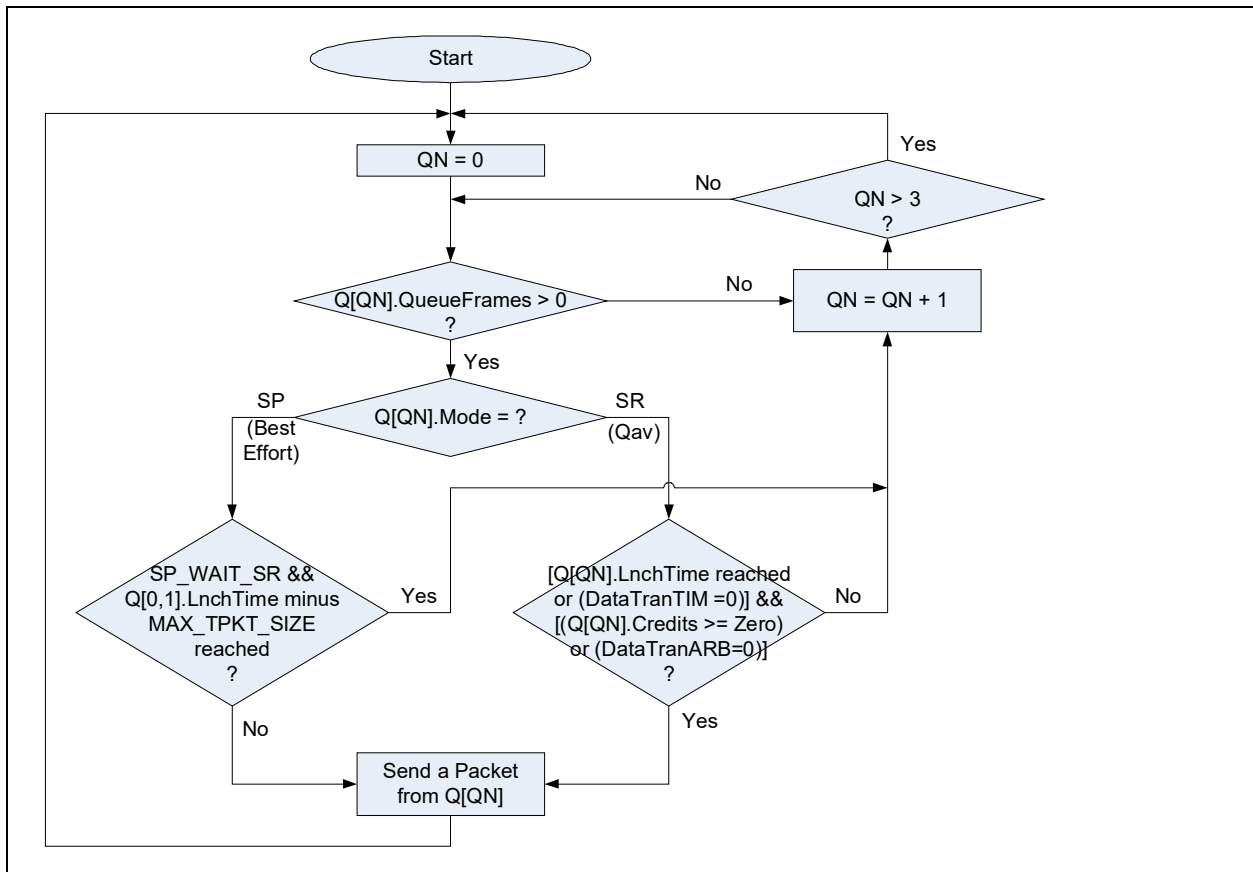 Start
QN = 0
Yes
No
QN > 3
?
Q[QN].QueueFrames > 0
?
No
QN = QN + 1
Yes
SP
(Best
Effort)
Q[QN].Mode = ?
SR
(Qav)
SP_WAIT_SR &&
Q[0,1].LnchTime minus
MAX_TPKT_SIZE
reached
?
Yes
[Q[QN].LnchTime reached
or (DataTranTIM =0)] &&
[(Q[QN].Credits >= Zero)
or (DataTranARB=0)]
?
No
No
Yes
Send a Packet
from Q[QN]